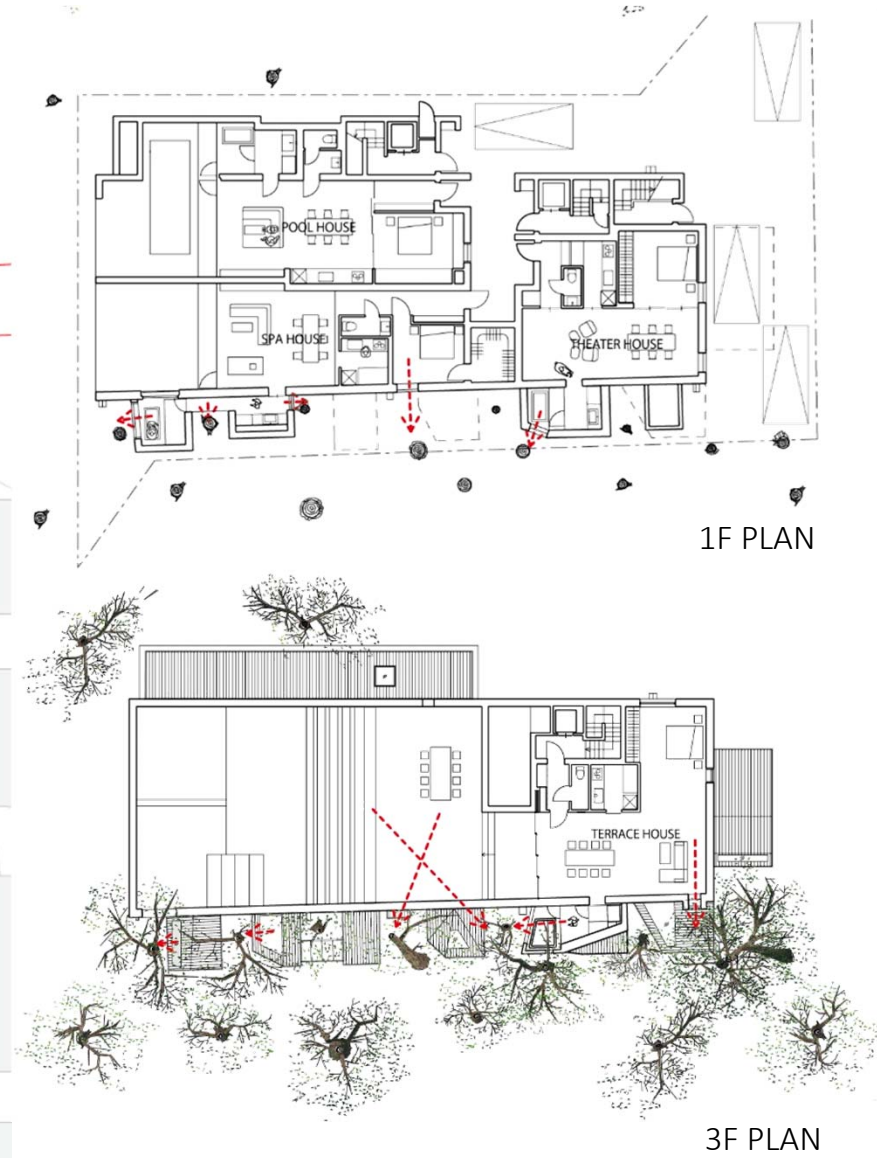 POOL HOUSE
SPA HOUSE
THEATER HOUSE
1F PLAN
TERRACE HOUSE
3F PLAN